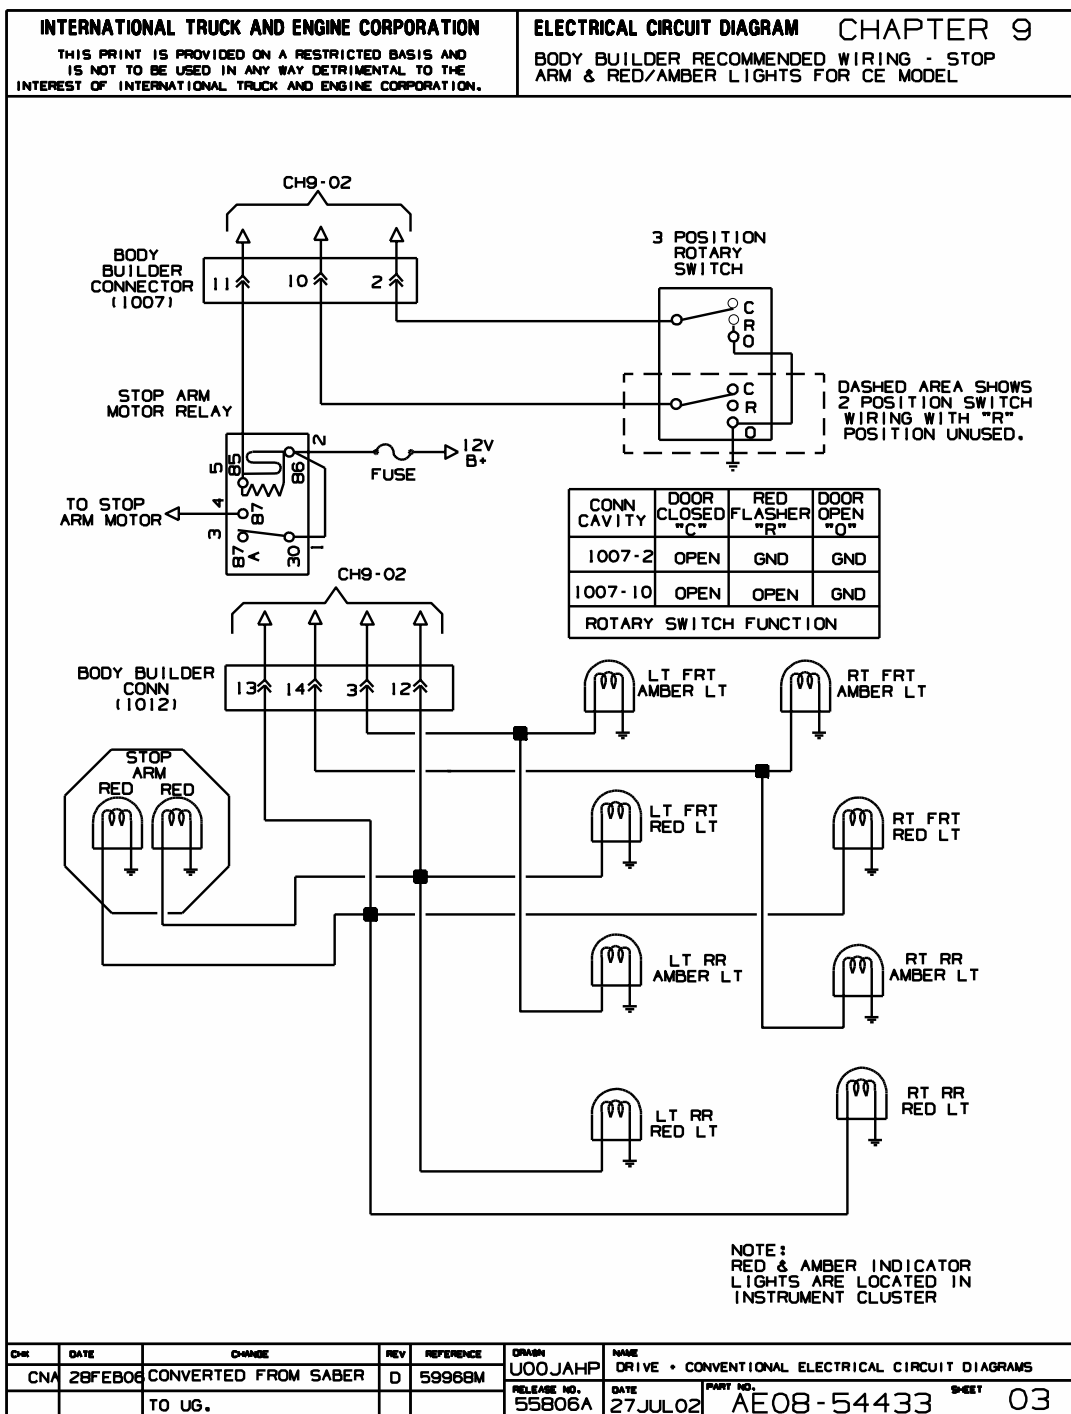 INTERNATIONAL TRUCK AND ENGINE CORPORATION
THIS PRINT IS PROVIDED ON A RESTRICTED BASIS AND
IS NOT TO BE USED IN ANY WAY DETRIMENTAL TO THE
INTEREST OF INTERNATIONAL TRUCK AND ENGINE CORPORATION.
ELECTRICAL CIRCUIT DIAGRAM CHAPTER 9
BODY BUILDER RECOMMENDED WIRING - STOP
ARM & RED/AMBER LIGHTS FOR CE MODEL
CH9-02
BODY
BUILDER
CONNECTOR
(1007)
11 10 2
3 POSITION
ROTARY
SWITCH
C
R
O
C
R
O
DASHED AREA SHOWS
2 POSITION SWITCH
WIRING WITH "R"
POSITION UNUSED.
STOP ARM
MOTOR RELAY
5 85 2 86
FUSE
12V
B+
TO STOP
ARM MOTOR
4 87
3 87
A
30 1
CONN
CAVITY
DOOR
CLOSED
"C"
RED
FLASHER
"R"
DOOR
OPEN
"O"
1007-2 OPEN GND GND
1007-10 OPEN OPEN GND
ROTARY SWITCH FUNCTION
CH9-02
BODY BUILDER
CONN
(1012)
13 14 3 12
LT FRT
AMBER LT
RT FRT
AMBER LT
STOP
ARM
RED RED
LT FRT
RED LT
RT FRT
RED LT
LT RR
AMBER LT
RT RR
AMBER LT
LT RR
RED LT
RT RR
RED LT
NOTE:
RED & AMBER INDICATOR
LIGHTS ARE LOCATED IN
INSTRUMENT CLUSTER
CHK DATE CHANGE REV REFERENCE
CNA 28FEB06 CONVERTED FROM SABER D 59968M
TO UG.
DRAWN
U00JAHP
NAME
DRIVE + CONVENTIONAL ELECTRICAL CIRCUIT DIAGRAMS
RELEASE NO.
55806A
DATE
27JUL02
PART NO.
AE08-54433
SHEET
03